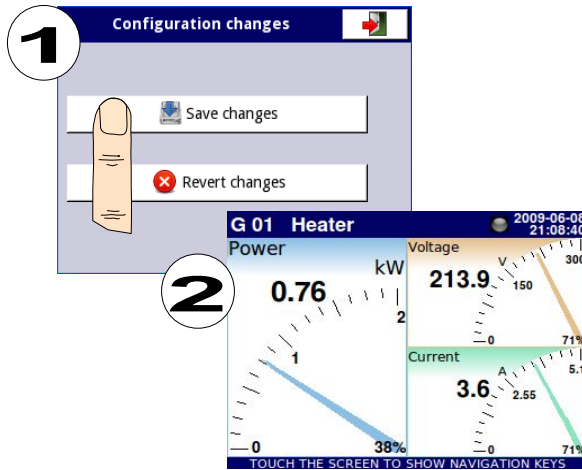 1
Configuration changes
Save changes
Revert changes
2
G 01 Heater
2009-06-08
21:08:40
Power
kW
0.76
2
1
0
38%
Voltage
V
300
213.9
150
0
71%
Current
A
5.1
3.6
2.55
0
71%
TOUCH THE SCREEN TO SHOW NAVIGATION KEYS